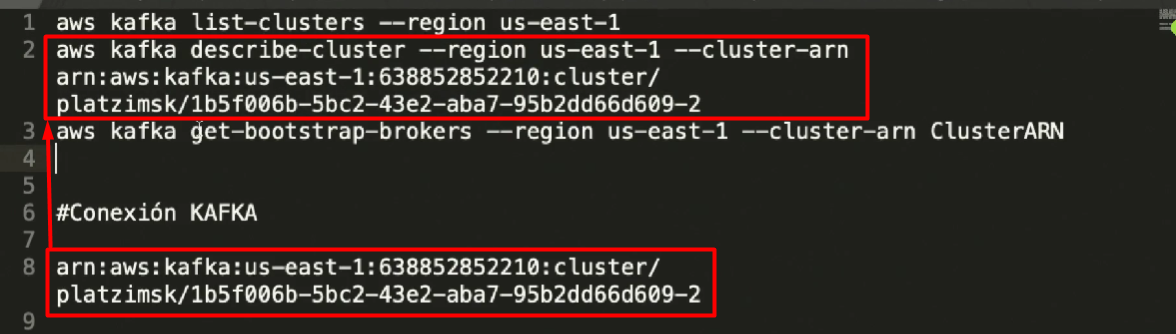 1 aws kafka list-clusters --region us-east-1
2 aws kafka describe-cluster --region us-east-1 --cluster-arn
arn:aws:kafka:us-east-1:638852852210:cluster/
platzimsk/1b5f006b-5bc2-43e2-aba7-95b2dd66d609-2
3 aws kafka get-bootstrap-brokers --region us-east-1 --cluster-arn ClusterARN
4
5
6 #Conexión KAFKA
7
8 arn:aws:kafka:us-east-1:638852852210:cluster/
platzimsk/1b5f006b-5bc2-43e2-aba7-95b2dd66d609-2
9